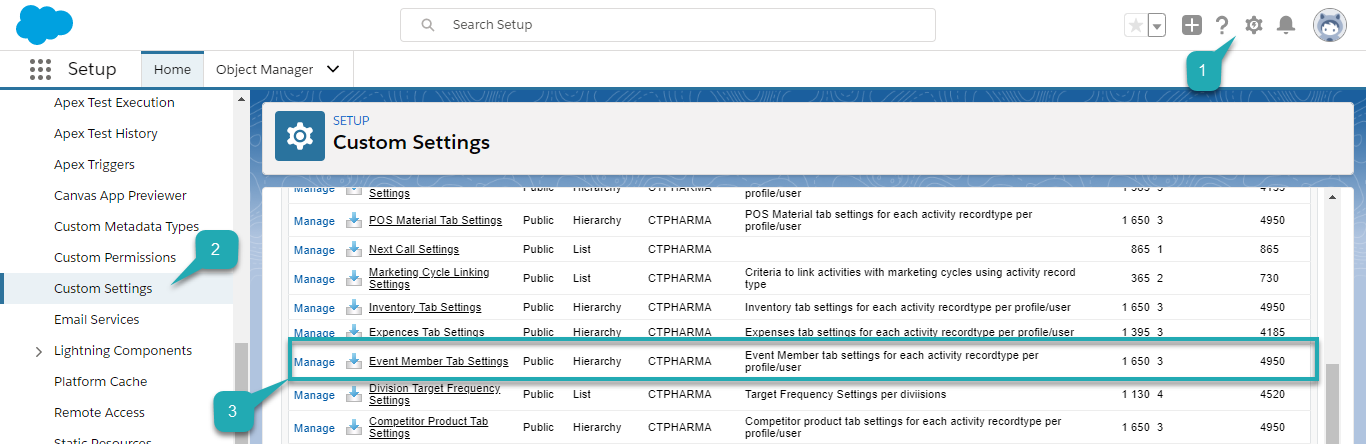 Search Setup
1
Setup
Home
Object Manager
Apex Test Execution
Apex Test History
Apex Triggers
Canvas App Previewer
Custom Metadata Types
Custom Permissions
2
Custom Settings
Email Services
Lightning Components
Platform Cache
Remote Access
Static Resources
SETUP
Custom Settings
Manage Settings Public Hierarchy CTPHARMA profile/user 3 4155
Manage POS Material Tab Settings Public Hierarchy CTPHARMA POS Material tab settings for each activity recordtype per 1 650 3 4950
profile/user
Manage Next Call Settings Public List CTPHARMA 865 1 865
Manage Marketing Cycle Linking Public List CTPHARMA Criteria to link activities with marketing cycles using activity record 365 2 730
Settings type
Manage Inventory Tab Settings Public Hierarchy CTPHARMA Inventory tab settings for each activity recordtype per profile/user 1 650 3 4950
Manage Expences Tab Settings Public Hierarchy CTPHARMA Expenses tab settings for each activity recordtype per profile/user 1 395 3 4185
Manage Event Member Tab Settings Public Hierarchy CTPHARMA Event Member tab settings for each activity recordtype per 1 650 3 4950
profile/user
3
Manage Division Target Frequency Public List CTPHARMA Target Frequency Settings per diviisions 1 130 4 4520
Settings
Manage Competitor Product Tab Public Hierarchy CTPHARMA Competitor product tab settings for each activity recordtype per 1 650 3 4950
Settings profile/user